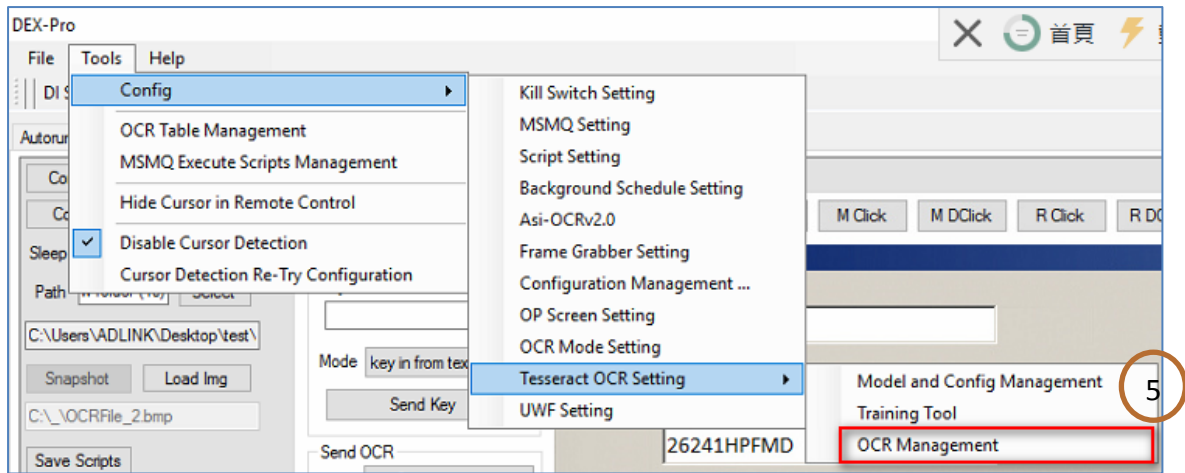 DEX-Pro
首頁
File Tools Help
Config
OCR Table Management
MSMQ Execute Scripts Management
Hide Cursor in Remote Control
Disable Cursor Detection
Cursor Detection Re-Try Configuration
Kill Switch Setting
MSMQ Setting
Script Setting
Background Schedule Setting
Asi-OCRv2.0
Frame Grabber Setting
Configuration Management ...
OP Screen Setting
OCR Mode Setting
Tesseract OCR Setting
UWF Setting
Model and Config Management
Training Tool
OCR Management
5
M Click M DClick R Click
Sleep
Path
C:\Users\ADLINK\Desktop\test\
Snapshot Load Img
C:\_\OCRFile_2.bmp
Save Scripts
Mode key in from
Send Key
Send OCR
26241HPFMD